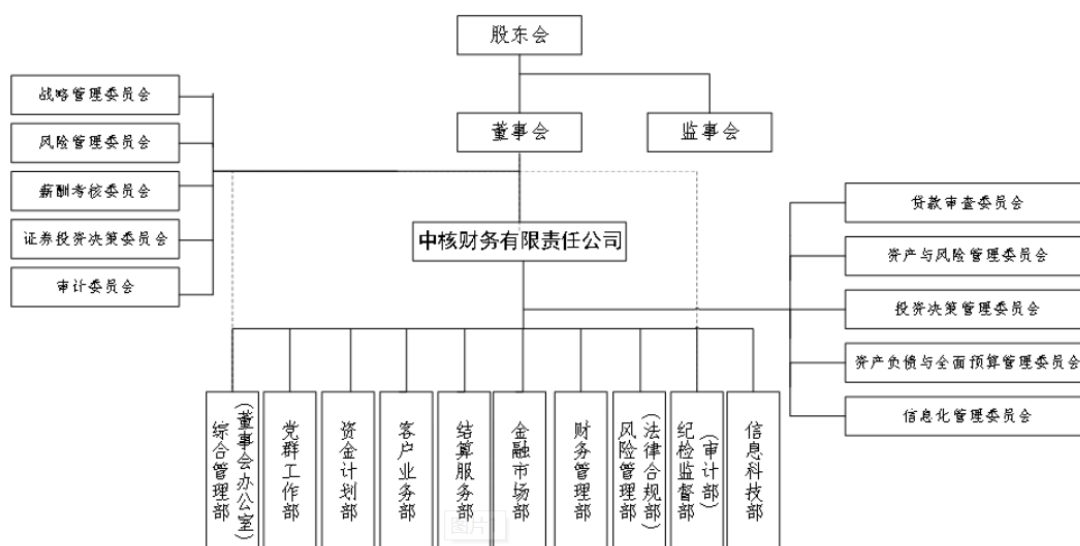 股东会
董事会
监事会
战略管理委员会
风险管理委员会
薪酬考核委员会
证券投资决策委员会
审计委员会
中核财务有限责任公司
贷款审查委员会
资产与风险管理委员会
投资决策管理委员会
资产负债与全面预算管理委员会
信息化管理委员会
综合管理部
(董事会办公室)
党群工作部
资金计划部
客户业务部
结算服务部
金融市场部
财务管理部
风险管理部
(法律合规部)
纪检监督部
(审计部)
信息科技部
图片